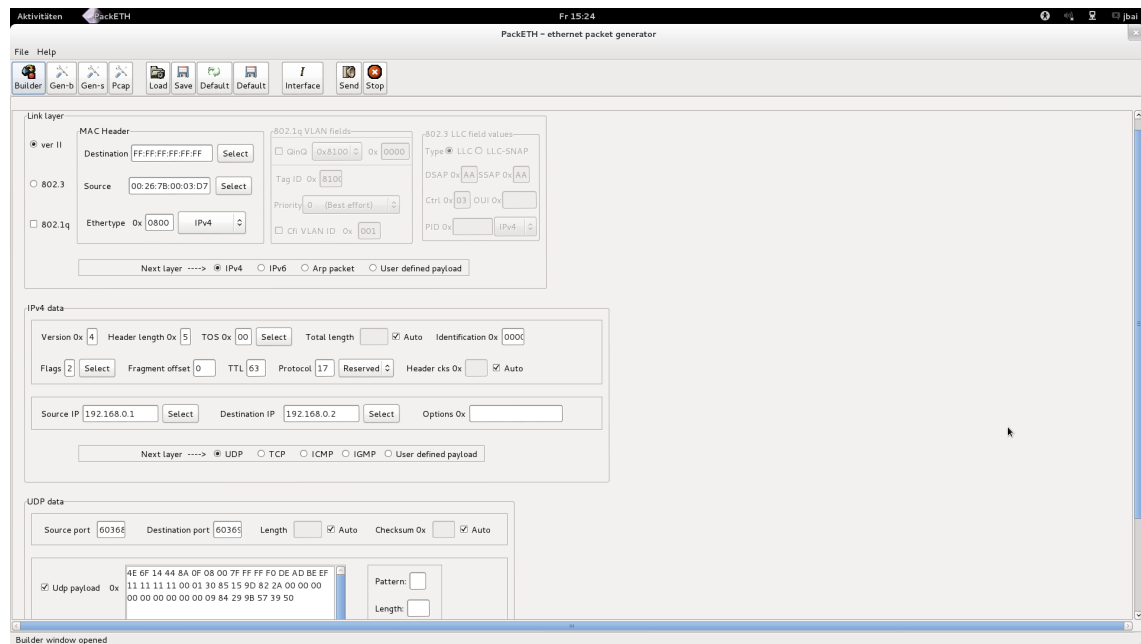 Aktivitäten PackETH Fr 15:24 jbai
PackETH – ethernet packet generator
File Help
Builder Gen-b Gen-s Pcap Load Save Default Default Interface Send Stop
Link layer
MAC Header 802.1q VLAN fields 802.3 LLC field values
ver II Destination FF:FF:FF:FF:FF:FF Select QinQ 0x8100 0x 0000 Type LLC LLC-SNAP
802.3 Source 00:26:7B:00:03:D7 Select Tag ID 0x 8100 DSAP 0x AA SSAP 0x AA
Priority 0 (Best effort) Ctrl 0x 03 OUI 0x
802.1q Ethertype 0x 0800 IPv4 Cfi VLAN ID 0x 001 PID 0x IPv4
Next layer ----> IPv4 IPv6 Arp packet User defined payload
IPv4 data
Version 0x 4 Header length 0x 5 TOS 0x 00 Select Total length Auto Identification 0x 0000
Flags 2 Select Fragment offset 0 TTL 63 Protocol 17 Reserved Header cks 0x Auto
Source IP 192.168.0.1 Select Destination IP 192.168.0.2 Select Options 0x
Next layer ----> UDP TCP ICMP IGMP User defined payload
UDP data
Source port 60368 Destination port 60369 Length Auto Checksum 0x Auto
4E 6F 14 44 8A 0F 08 00 7F FF FF F0 DE AD BE EF
Udp payload 0x 11 11 11 11 00 01 30 85 15 9D 82 2A 00 00 00 Pattern:
00 00 00 00 00 00 09 84 29 9B 57 39 50
Length:
Builder window opened